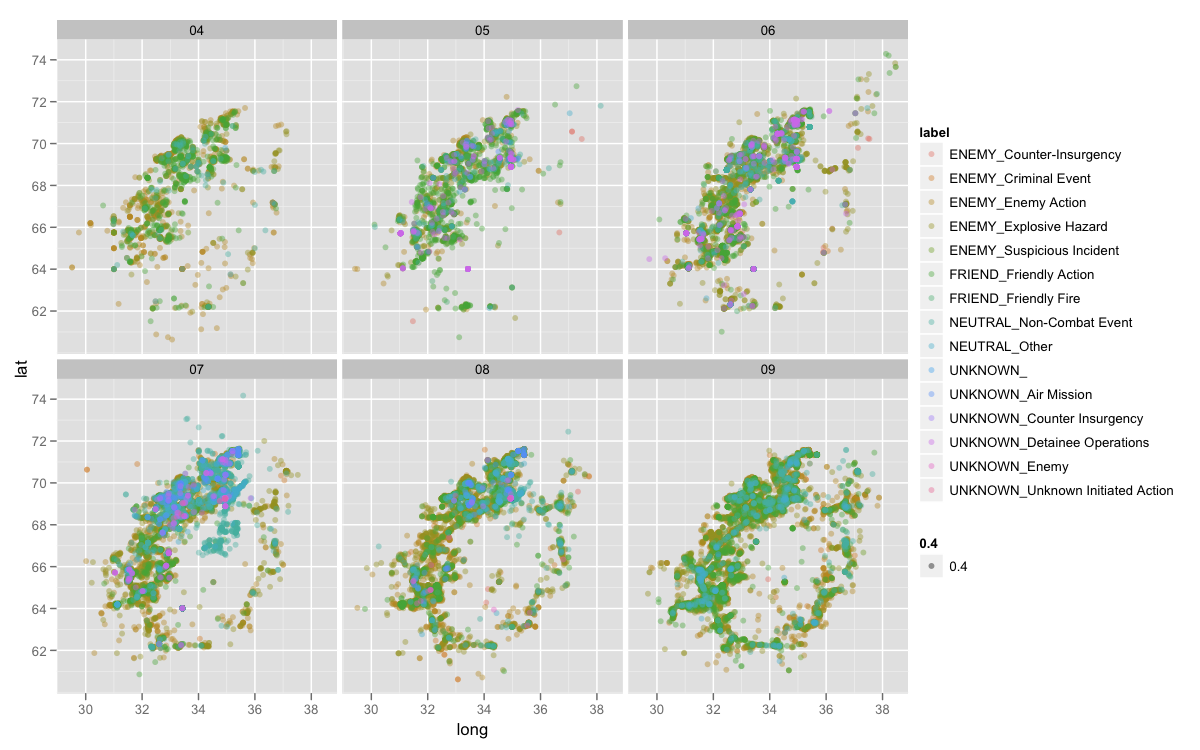 04 05 06
74
72
70
68
66
64
62
lat
07 08 09
74
72
70
68
66
64
62
30 32 34 36 38 30 32 34 36 38 30 32 34 36 38
long
label
ENEMY_Counter-Insurgency
ENEMY_Criminal Event
ENEMY_Enemy Action
ENEMY_Explosive Hazard
ENEMY_Suspicious Incident
FRIEND_Friendly Action
FRIEND_Friendly Fire
NEUTRAL_Non-Combat Event
NEUTRAL_Other
UNKNOWN_
UNKNOWN_Air Mission
UNKNOWN_Counter Insurgency
UNKNOWN_Detainee Operations
UNKNOWN_Enemy
UNKNOWN_Unknown Initiated Action
0.4
0.4